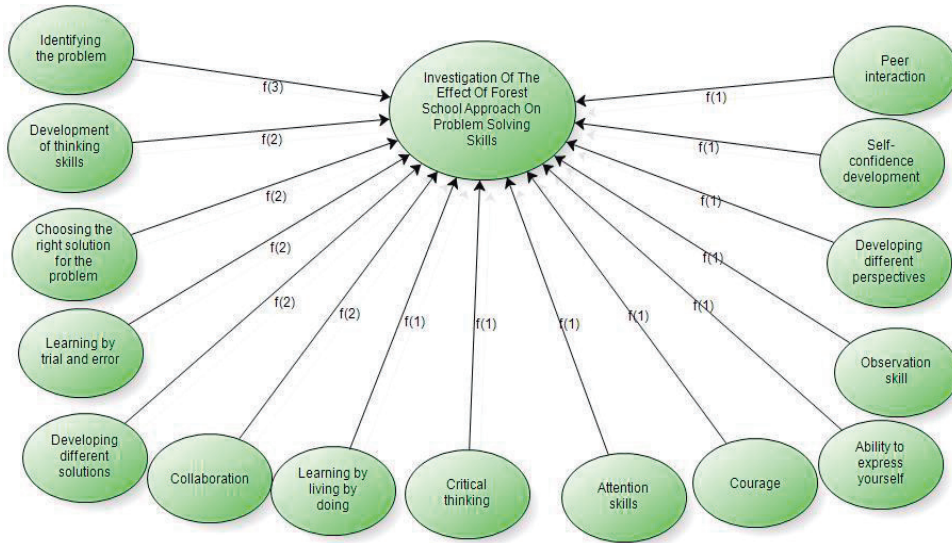 Identifying
the problem
f(3)
Investigation Of The
Effect Of Forest
School Approach On
Problem Solving
Skills
f(1)
Peer
interaction
Development
of thinking
skills
f(2)
f(1)
Self-
confidence
development
Choosing the
right solution
for the
problem
f(2)
f(1)
Developing
different
perspectives
Learning by
trial and error
f(2)
f(1)
Observation
skill
Developing
different
solutions
f(2)
f(1)
Ability to
express
yourself
Collaboration
f(2)
Learning by
living by
doing
f(1)
Critical
thinking
f(1)
Attention
skills
f(1)
Courage
f(1)